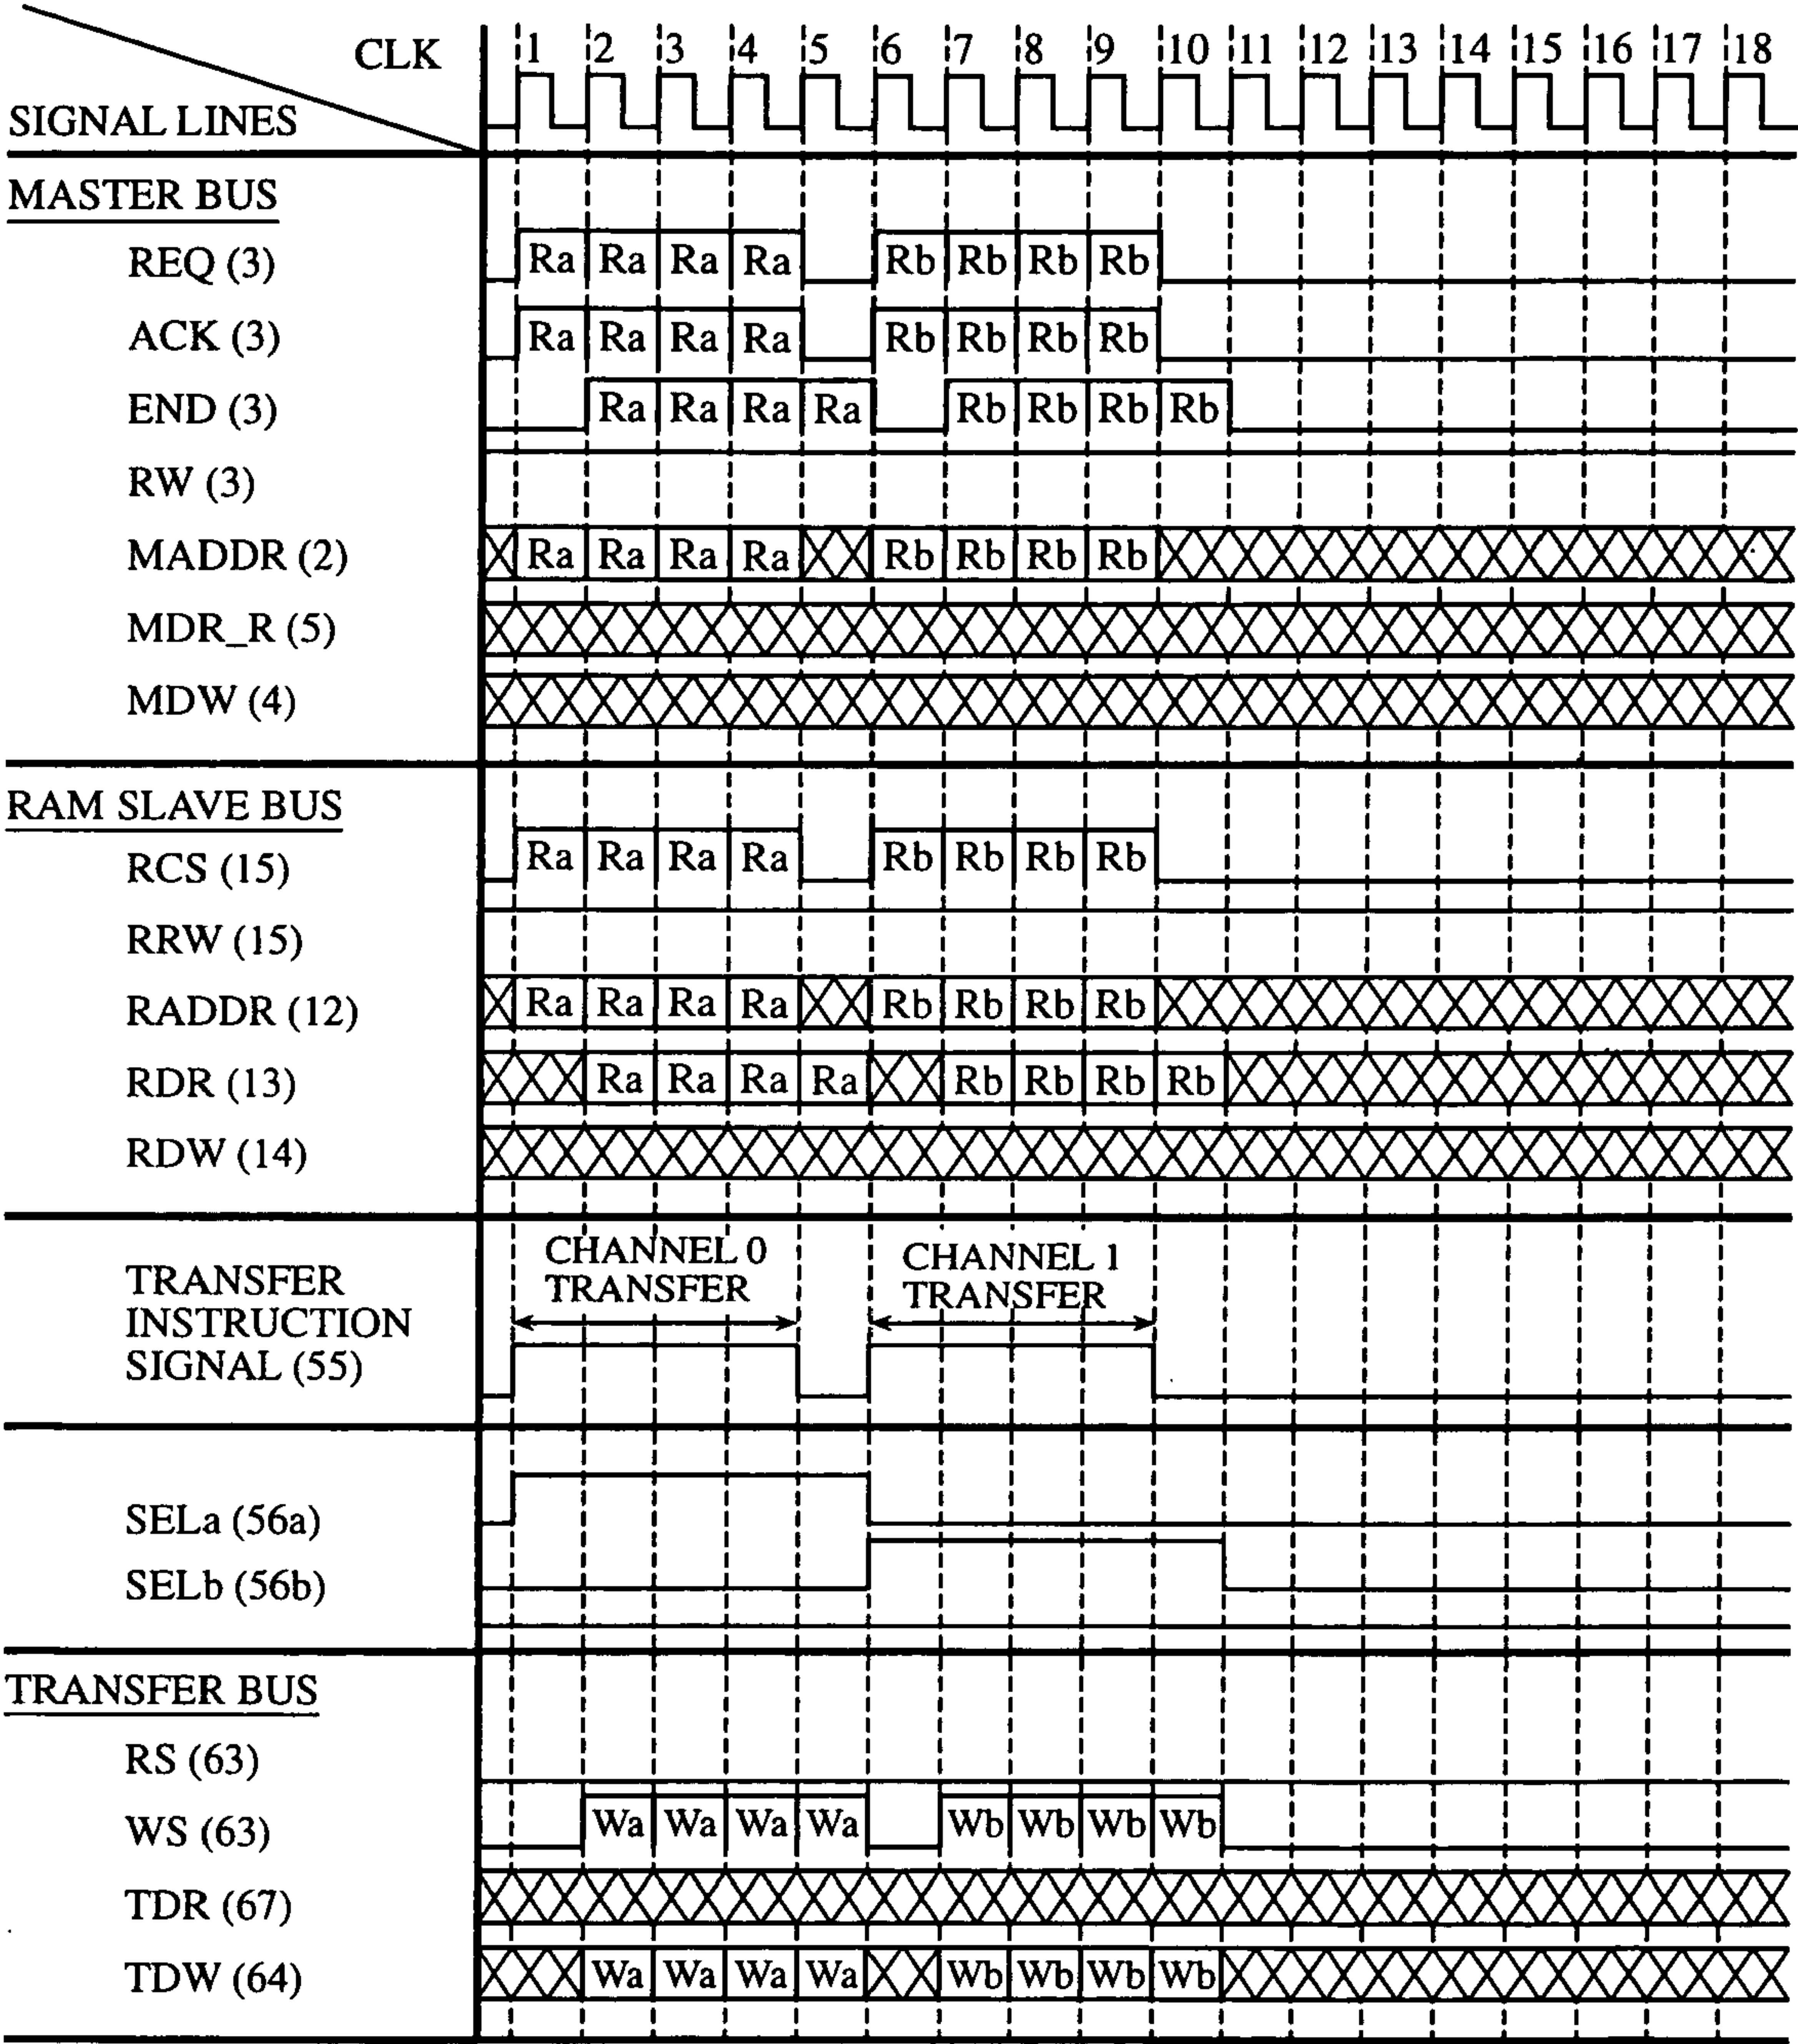 CLK 1 2 3 4 5 6 7 8 9 10 11 12 13 14 15 16 17 18
SIGNAL LINES
MASTER BUS
REQ (3) Ra Ra Ra Ra Rb Rb Rb Rb
ACK (3) Ra Ra Ra Ra Rb Rb Rb Rb
END (3) Ra Ra Ra Ra Rb Rb Rb Rb
RW (3)
MADDR (2) Ra Ra Ra Ra Rb Rb Rb Rb
MDR_R (5)
MDW (4)
RAM SLAVE BUS
RCS (15) Ra Ra Ra Ra Rb Rb Rb Rb
RRW (15)
RADDR (12) Ra Ra Ra Ra Rb Rb Rb Rb
RDR (13) Ra Ra Ra Ra Rb Rb Rb Rb
RDW (14)
TRANSFER
INSTRUCTION
SIGNAL (55)
CHANNEL 0
TRANSFER
CHANNEL 1
TRANSFER
SELa (56a)
SELb (56b)
TRANSFER BUS
RS (63)
WS (63) Wa Wa Wa Wa Wb Wb Wb Wb
TDR (67)
TDW (64) Wa Wa Wa Wa Wb Wb Wb Wb